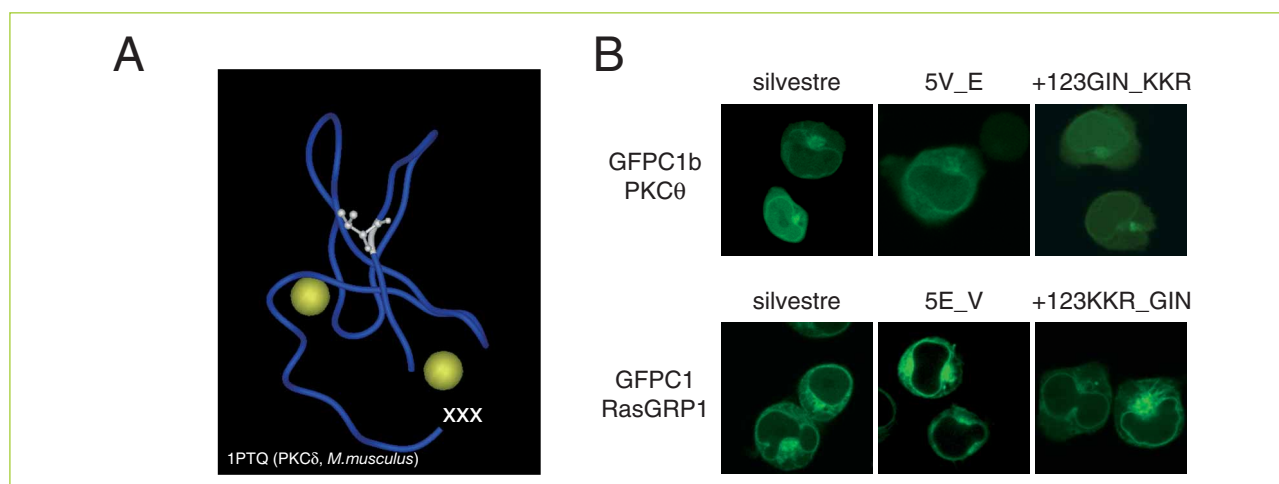 A
B
silvestre 5V_E +123GIN_KKR
GFPC1b
PKCθ
XXX
1PTQ (PKCδ, M.musculus)
silvestre 5E_V +123KKR_GIN
GFPC1
RasGRP1